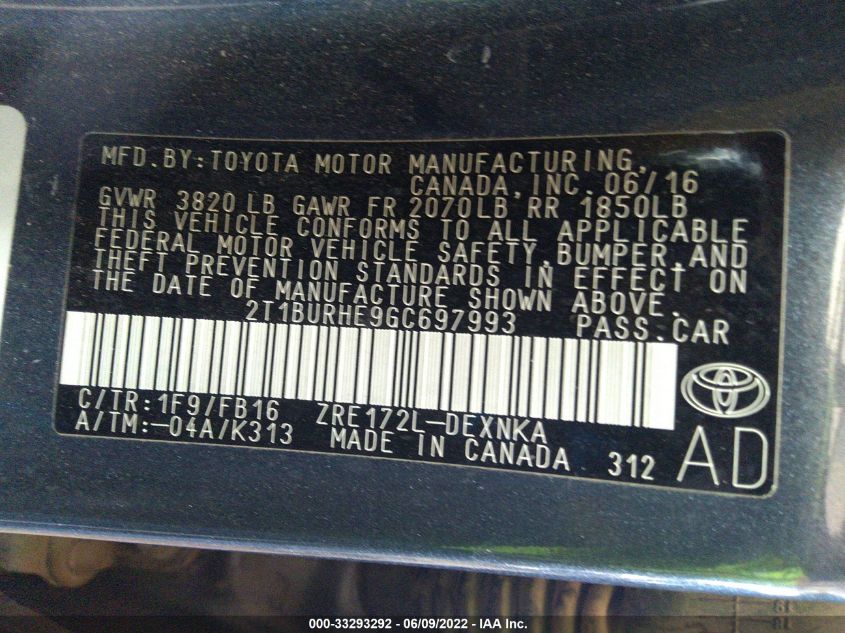 MFD.BY:TOYOTA MOTOR MANUFACTURING,
CANADA,INC.06/16
GVWR 3820 LB GAWR FR 2070LB,RR 1850LB
THIS VEHICLE CONFORMS TO ALL APPLICABLE
FEDERAL MOTOR VEHICLE SAFETY,BUMPER,AND
THEFT PREVENTION STANDARDS IN EFFECT ON
THE DATE OF MANUFACTURE SHOWN ABOVE.
2T1BURHE9GC697993 PASS.CAR
C/TR:1F9/FB16 ZRE172L-DEXNKA
A/TM:-04A/K313 MADE IN CANADA 312 AD
000-33293292 - 06/09/2022 - IAA Inc.